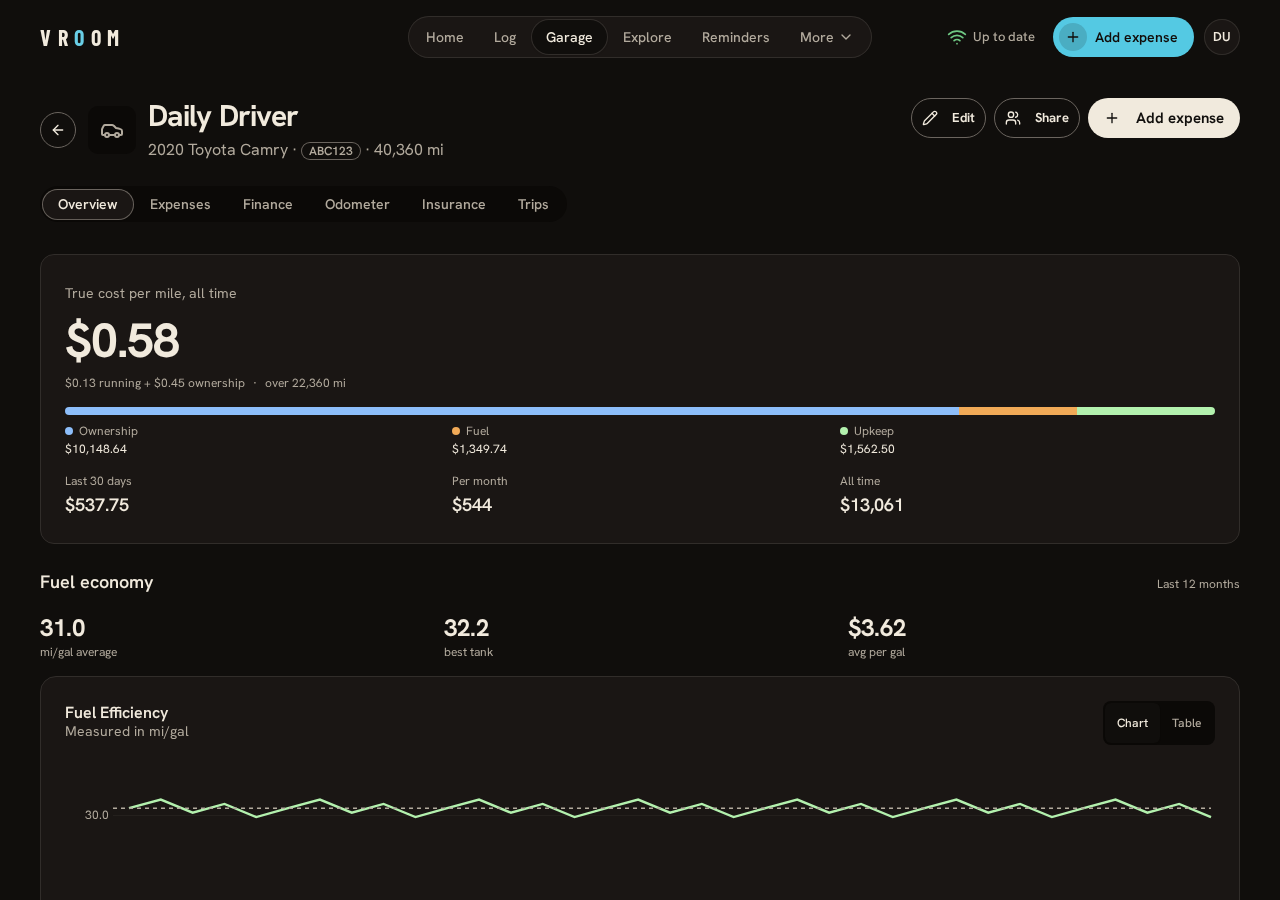 VROOM
Home Log Garage Explore Reminders More
Up to date
Add expense
DU
Daily Driver
2020 Toyota Camry · ABC123 · 40,360 mi
Edit
Share
Add expense
Overview Expenses Finance Odometer Insurance Trips
True cost per mile, all time
$0.58
$0.13 running + $0.45 ownership · over 22,360 mi
Ownership Fuel Upkeep
$10,148.64 $1,349.74 $1,562.50
Last 30 days Per month All time
$537.75 $544 $13,061
Fuel economy
Last 12 months
31.0 32.2 $3.62
mi/gal average best tank avg per gal
Fuel Efficiency
Measured in mi/gal
Chart Table
30.0